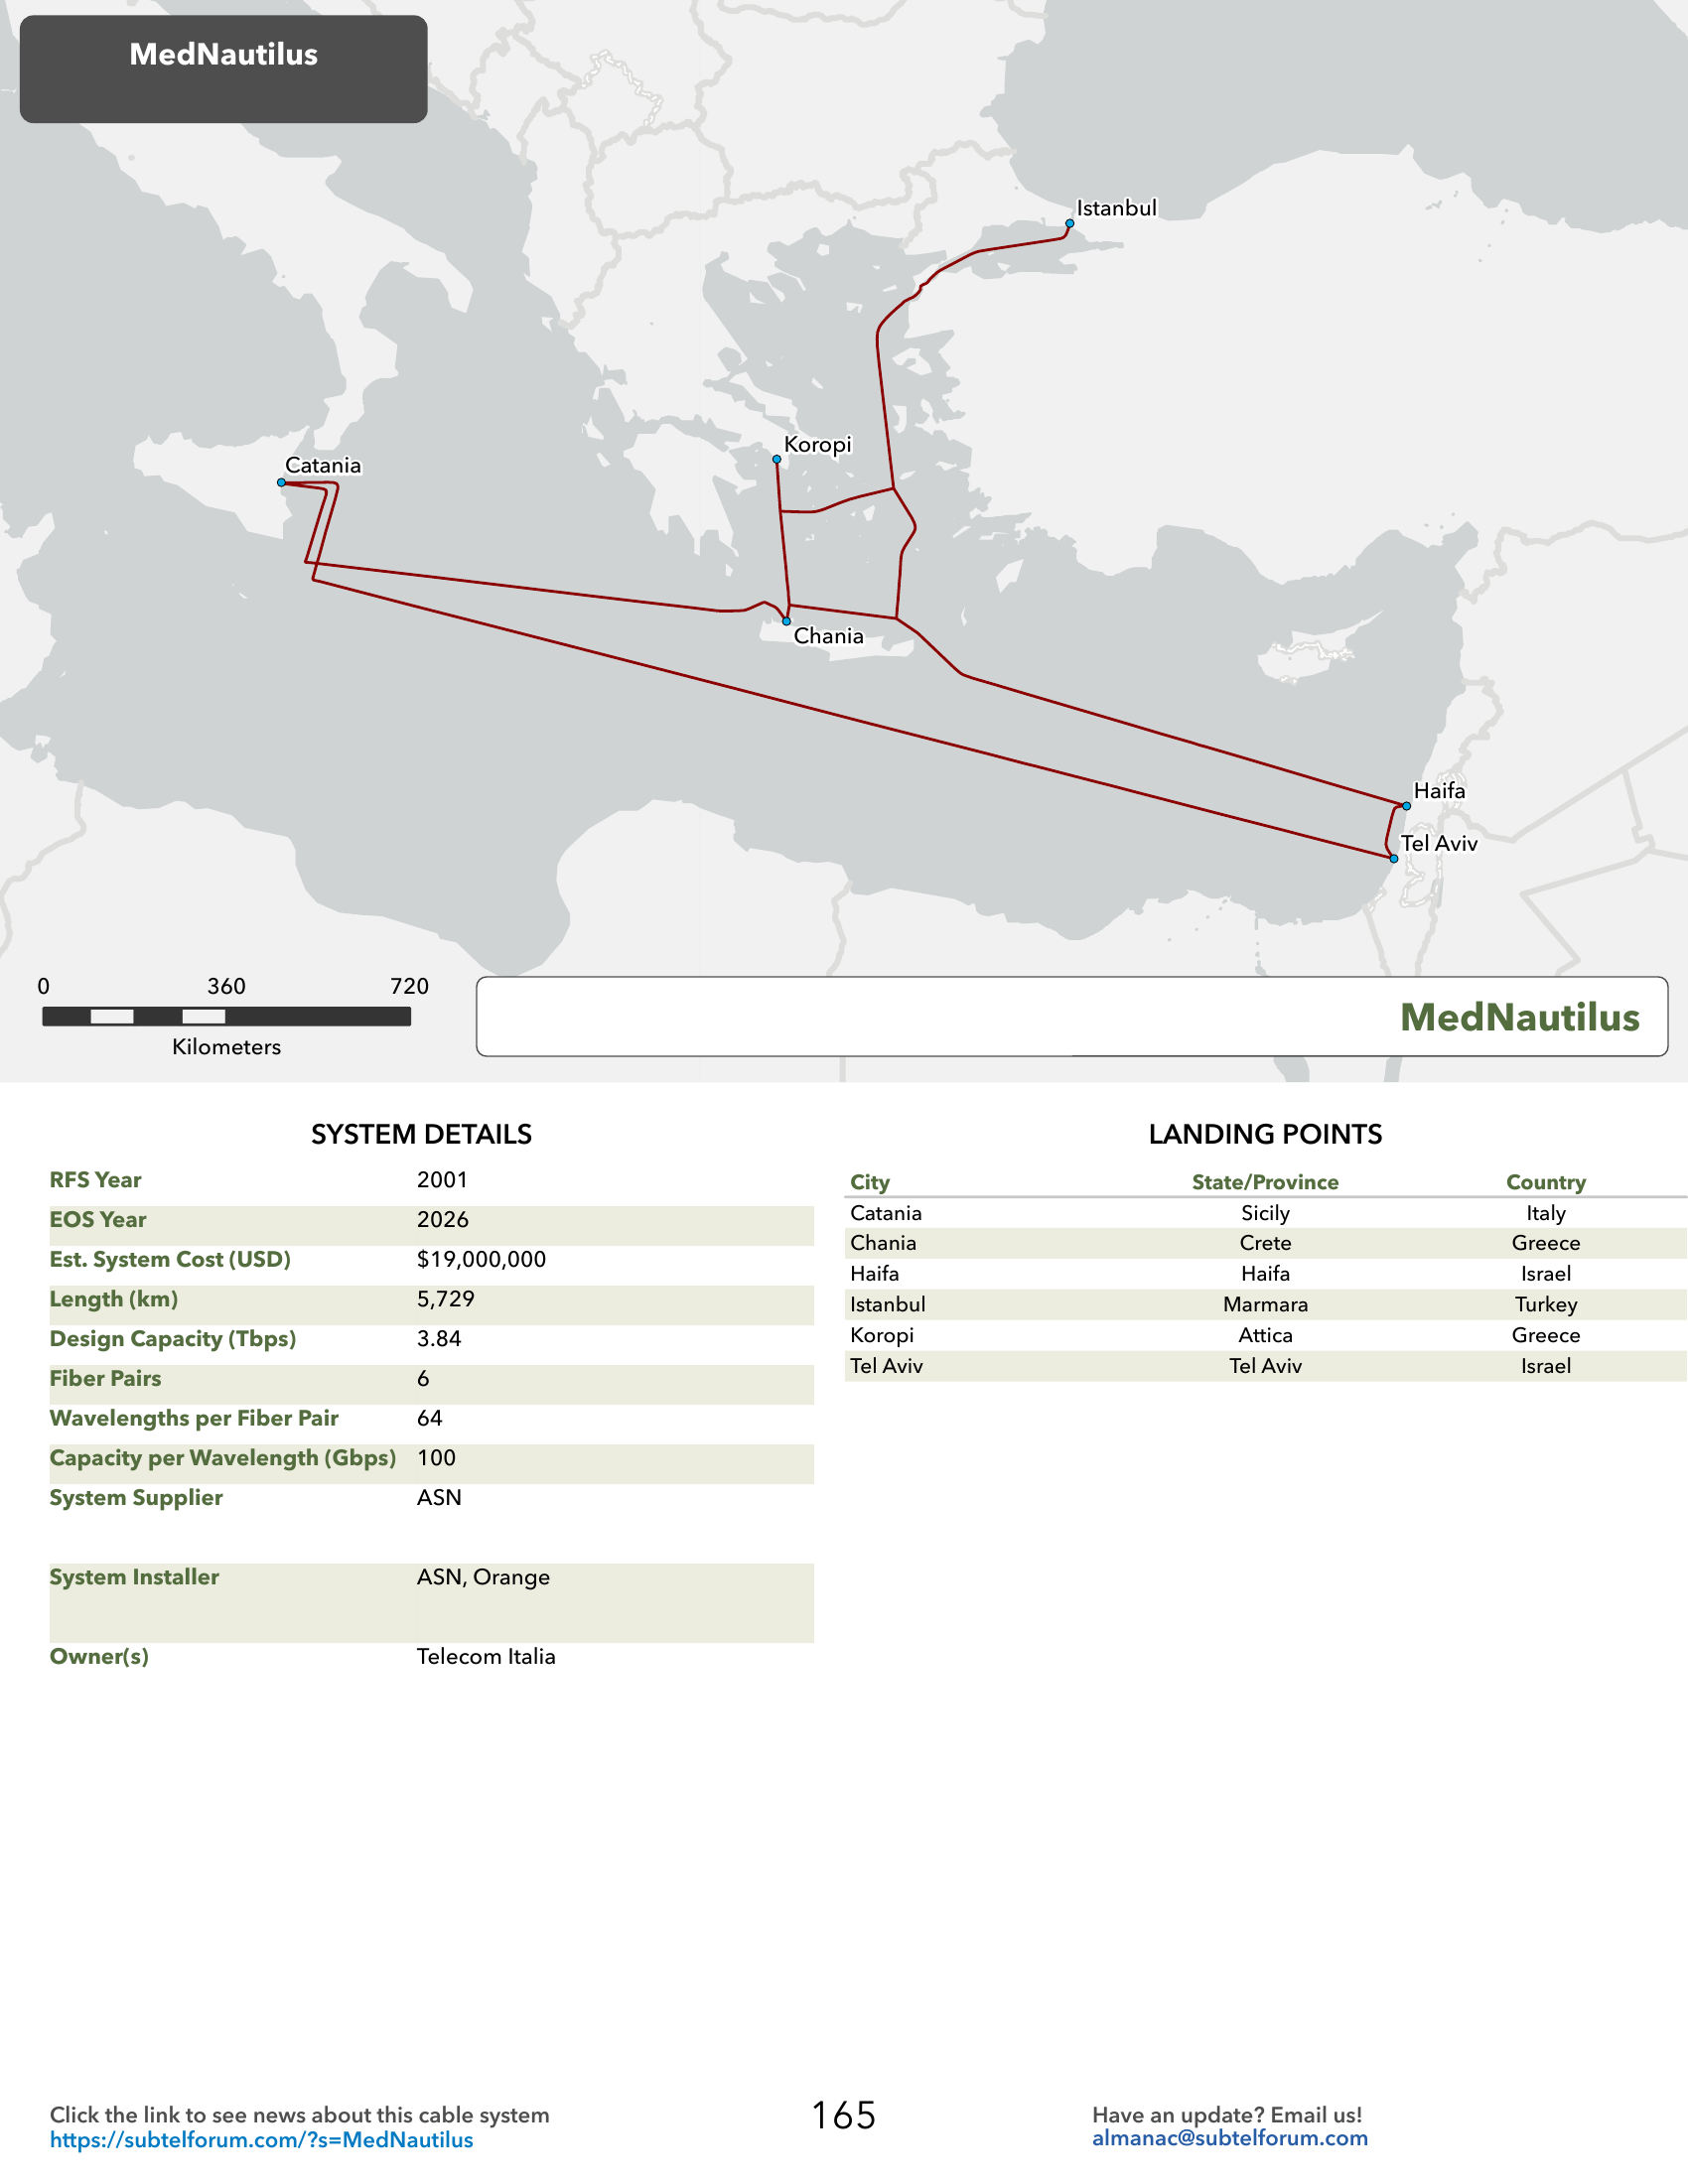 MedNautilus
Istanbul
Koropi
Catania
Chania
Haifa
Tel Aviv
0 360 720
Kilometers
MedNautilus
SYSTEM DETAILS
RFS Year 2001
EOS Year 2026
Est. System Cost (USD) $19,000,000
Length (km) 5,729
Design Capacity (Tbps) 3.84
Fiber Pairs 6
Wavelengths per Fiber Pair 64
Capacity per Wavelength (Gbps) 100
System Supplier ASN
System Installer ASN, Orange
Owner(s) Telecom Italia
LANDING POINTS
City State/Province Country
Catania Sicily Italy
Chania Crete Greece
Haifa Haifa Israel
Istanbul Marmara Turkey
Koropi Attica Greece
Tel Aviv Tel Aviv Israel
Click the link to see news about this cable system
https://subtelforum.com/?s=MedNautilus
165
Have an update? Email us!
almanac@subtelforum.com